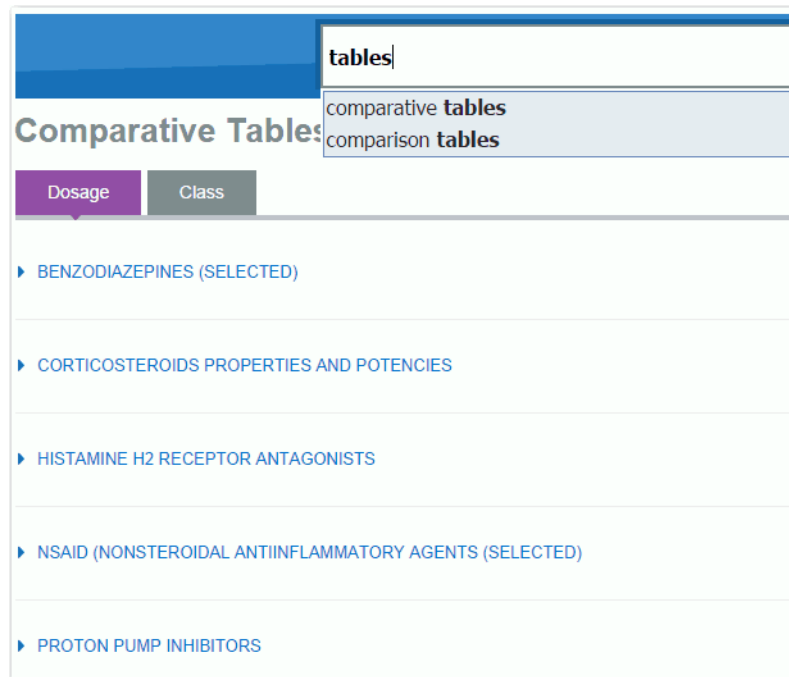 tables
comparative tables
comparison tables
Comparative Tables
Dosage
Class
BENZODIAZEPINES (SELECTED)
CORTICOSTEROIDS PROPERTIES AND POTENCIES
HISTAMINE H2 RECEPTOR ANTAGONISTS
NSAID (NONSTEROIDAL ANTIINFLAMMATORY AGENTS (SELECTED)
PROTON PUMP INHIBITORS